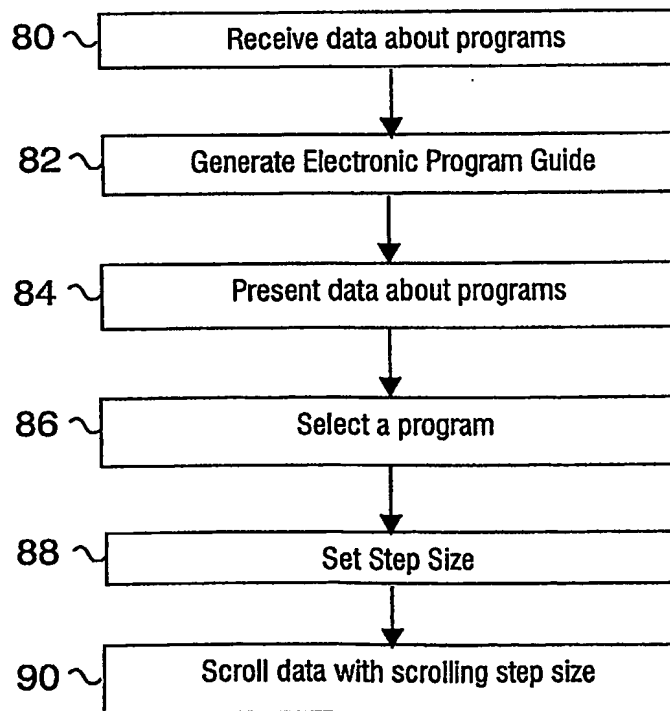 80 Receive data about programs
82 Generate Electronic Program Guide
84 Present data about programs
86 Select a program
88 Set Step Size
90 Scroll data with scrolling step size